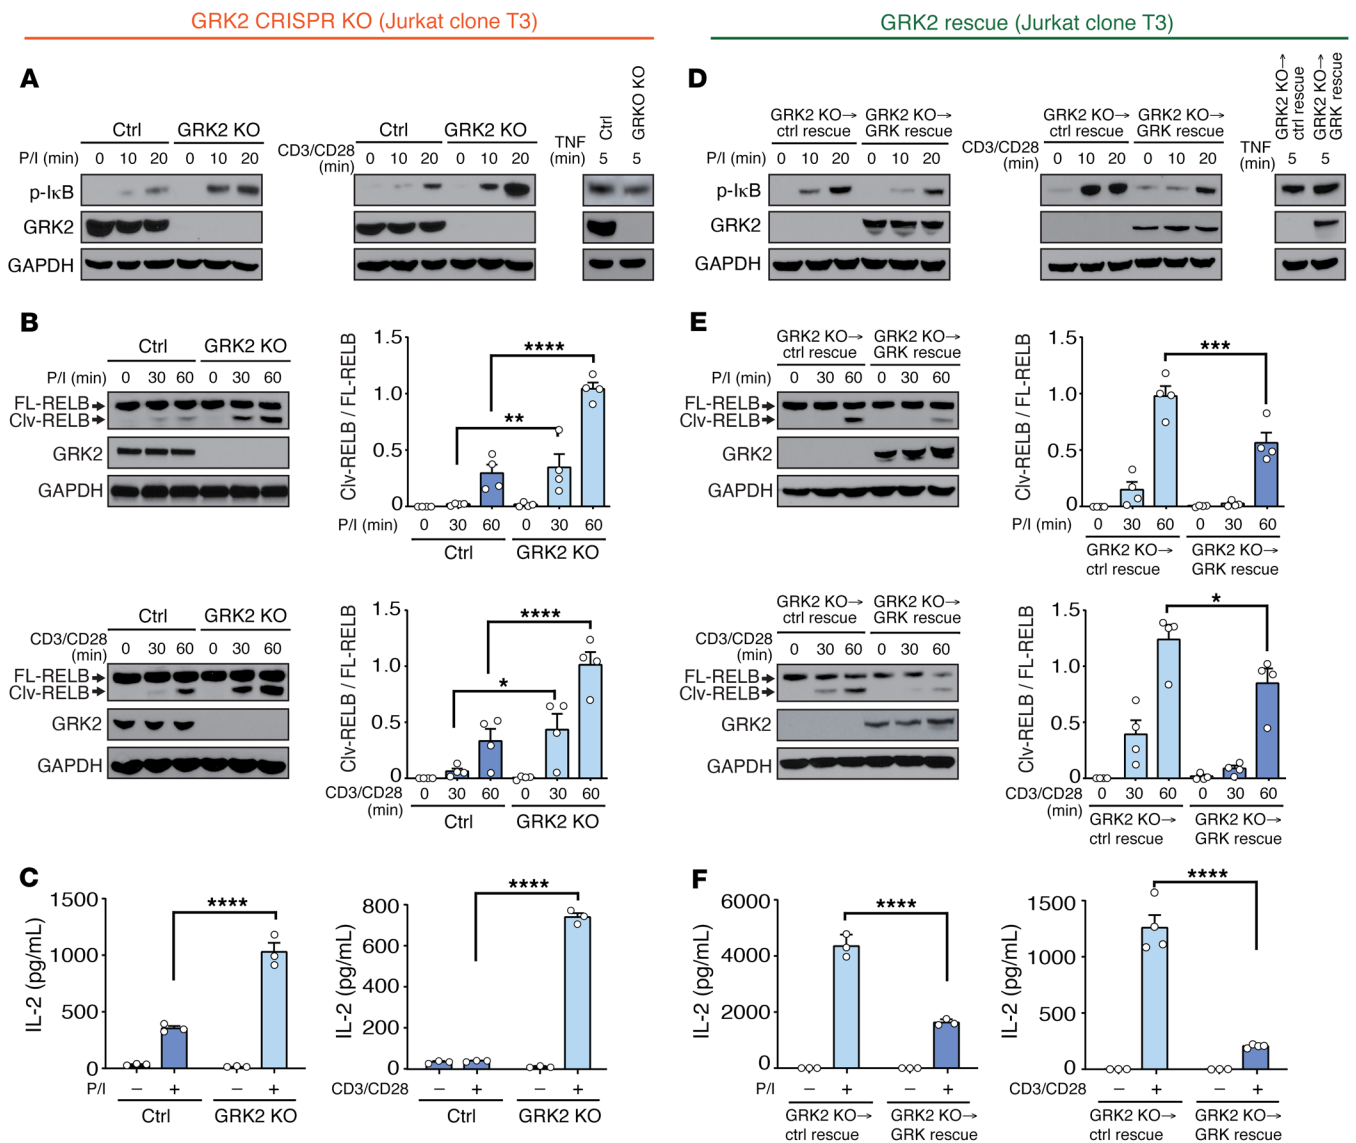 GRK2 CRISPR KO (Jurkat clone T3)
A
Ctrl GRK2 KO
P/I (min) 0 10 20 0 10 20
p-IκB
GRK2
GAPDH
Ctrl GRK2 KO
CD3/CD28
(min) 0 10 20 0 10 20
TNF
(min) 5 5
Ctrl
GRKO KO
B
Ctrl GRK2 KO
P/I (min) 0 30 60 0 30 60
FL-RELB
Clv-RELB
GRK2
GAPDH
Clv-RELB / FL-RELB
1.5
1.0
0.5
0
****
**
P/I (min) 0 30 60 0 30 60
Ctrl GRK2 KO
Ctrl GRK2 KO
CD3/CD28
(min) 0 30 60 0 30 60
FL-RELB
Clv-RELB
GRK2
GAPDH
Clv-RELB / FL-RELB
1.5
1.0
0.5
0
****
*
CD3/CD28
(min) 0 30 60 0 30 60
Ctrl GRK2 KO
C
IL-2 (pg/mL)
1500
1000
500
0
****
P/I – + – +
Ctrl GRK2 KO
IL-2 (pg/mL)
800
600
400
200
0
****
CD3/CD28 – + – +
Ctrl GRK2 KO
GRK2 rescue (Jurkat clone T3)
D
GRK2 KO→
ctrl rescue
GRK2 KO→
GRK rescue
P/I (min) 0 10 20 0 10 20
p-IκB
GRK2
GAPDH
GRK2 KO→
ctrl rescue
GRK2 KO→
GRK rescue
CD3/CD28
(min) 0 10 20 0 10 20
TNF
(min) 5 5
GRK2 KO→
ctrl rescue
GRK2 KO→
GRK rescue
E
GRK2 KO→
ctrl rescue
GRK2 KO→
GRK rescue
P/I (min) 0 30 60 0 30 60
FL-RELB
Clv-RELB
GRK2
GAPDH
Clv-RELB / FL-RELB
1.5
1.0
0.5
0
***
P/I (min) 0 30 60 0 30 60
GRK2 KO→
ctrl rescue
GRK2 KO→
GRK rescue
GRK2 KO→
ctrl rescue
GRK2 KO→
GRK rescue
CD3/CD28
(min) 0 30 60 0 30 60
FL-RELB
Clv-RELB
GRK2
GAPDH
Clv-RELB / FL-RELB
1.5
1.0
0.5
0
*
CD3/CD28
(min) 0 30 60 0 30 60
GRK2 KO→
ctrl rescue
GRK2 KO→
GRK rescue
F
IL-2 (pg/mL)
6000
4000
2000
0
****
P/I – + – +
GRK2 KO→
ctrl rescue
GRK2 KO→
GRK rescue
IL-2 (pg/mL)
1500
1000
500
0
****
CD3/CD28 – + – +
GRK2 KO→
ctrl rescue
GRK2 KO→
GRK rescue